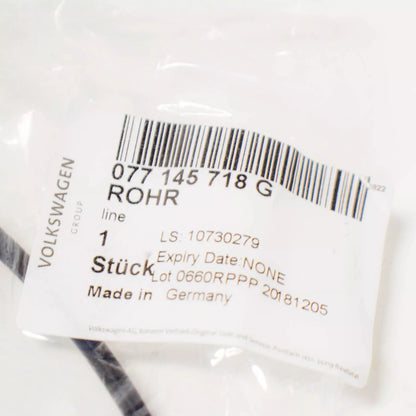 VOLKSWAGEN
GROUP
077 145 718 G
ROHR
line
1
Stück
Made in Germany
LS: 10730279
Expiry Date:NONE
Lot 0660RPPP 20181205